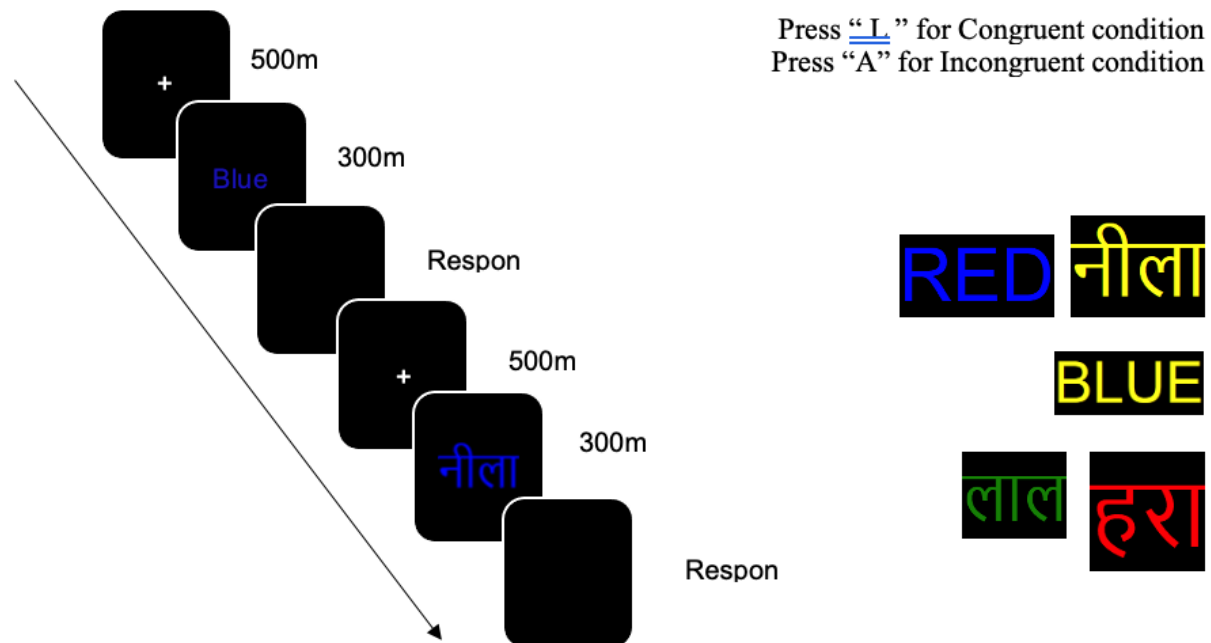 Press “ L ” for Congruent condition
Press “A” for Incongruent condition
+
500m
Blue
300m
Respon
+
500m
नीला
300m
Respon
RED नीला
BLUE
लाल हरा